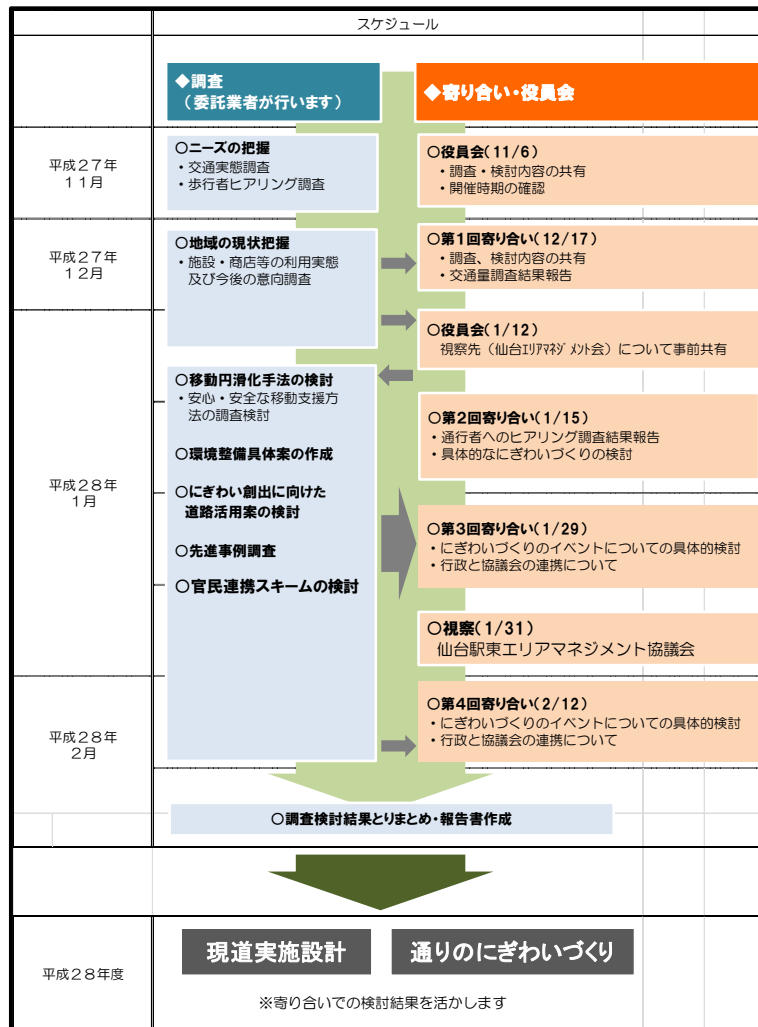 スケジュール
◆調査
(委託業者が行います)
◆寄り合い・役員会
平成27年
11月
○ニーズの把握
・交通実態調査
・歩行者ヒアリング調査
○役員会(11/6)
・調査・検討内容の共有
・開催時期の確認
平成27年
12月
○地域の現状把握
・施設・商店等の利用実態
及び今後の意向調査
○第1回寄り合い(12/17)
・調査、検討内容の共有
・交通量調査結果報告
平成28年
1月
○役員会(1/12)
視察先（仙台ｴﾘｱﾏﾈｼﾞﾒﾝﾄ会）について事前共有
○移動円滑化手法の検討
・安心・安全な移動支援方
法の調査検討
○環境整備具体案の作成
○にぎわい創出に向けた
道路活用案の検討
○先進事例調査
○官民連携スキームの検討
○第2回寄り合い(1/15)
・通行者へのヒアリング調査結果報告
・具体的なにぎわいづくりの検討
○第3回寄り合い(1/29)
・にぎわいづくりのイベントについての具体的検討
・行政と協議会の連携について
○視察(1/31)
仙台駅東エリアマネジメント協議会
平成28年
2月
○第4回寄り合い(2/12)
・にぎわいづくりのイベントについての具体的検討
・行政と協議会の連携について
○調査検討結果とりまとめ・報告書作成
平成28年度
現道実施設計
通りのにぎわいづくり
※寄り合いでの検討結果を活かします